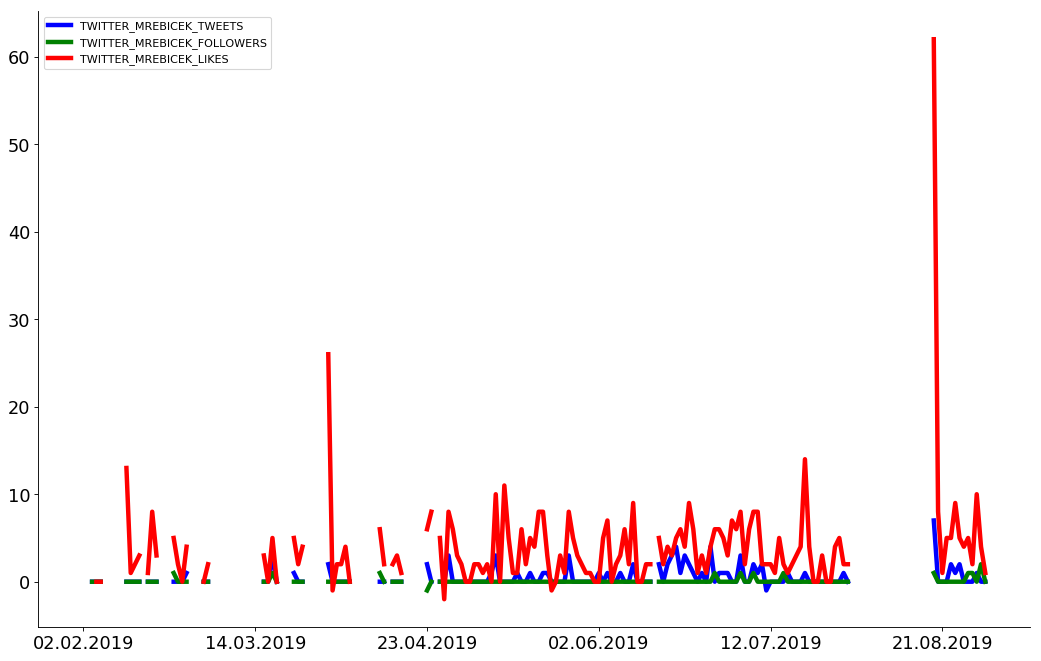 TWITTER_MREBICEK_TWEETS
TWITTER_MREBICEK_FOLLOWERS
TWITTER_MREBICEK_LIKES
60
50
40
30
20
10
0
02.02.2019 14.03.2019 23.04.2019 02.06.2019 12.07.2019 21.08.2019